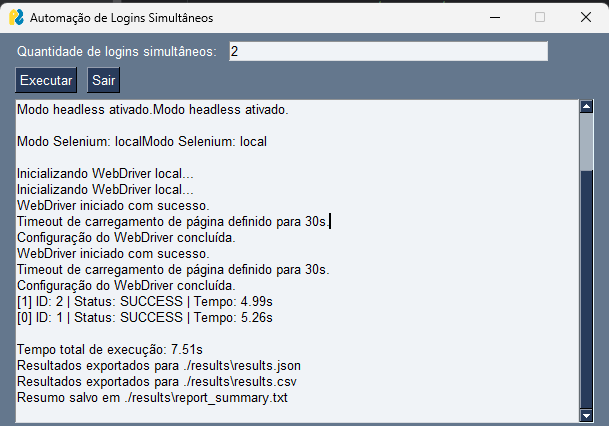 Automação de Logins Simultâneos
Quantidade de logins simultâneos: 2
Executar Sair
Modo headless ativado.Modo headless ativado.
Modo Selenium: localModo Selenium: local
Inicializando WebDriver local...
Inicializando WebDriver local...
WebDriver iniciado com sucesso.
Timeout de carregamento de página definido para 30s.
Configuração do WebDriver concluída.
WebDriver iniciado com sucesso.
Timeout de carregamento de página definido para 30s.
Configuração do WebDriver concluída.
[1] ID: 2 | Status: SUCCESS | Tempo: 4.99s
[0] ID: 1 | Status: SUCCESS | Tempo: 5.26s
Tempo total de execução: 7.51s
Resultados exportados para ./results\results.json
Resultados exportados para ./results\results.csv
Resumo salvo em ./results\report_summary.txt